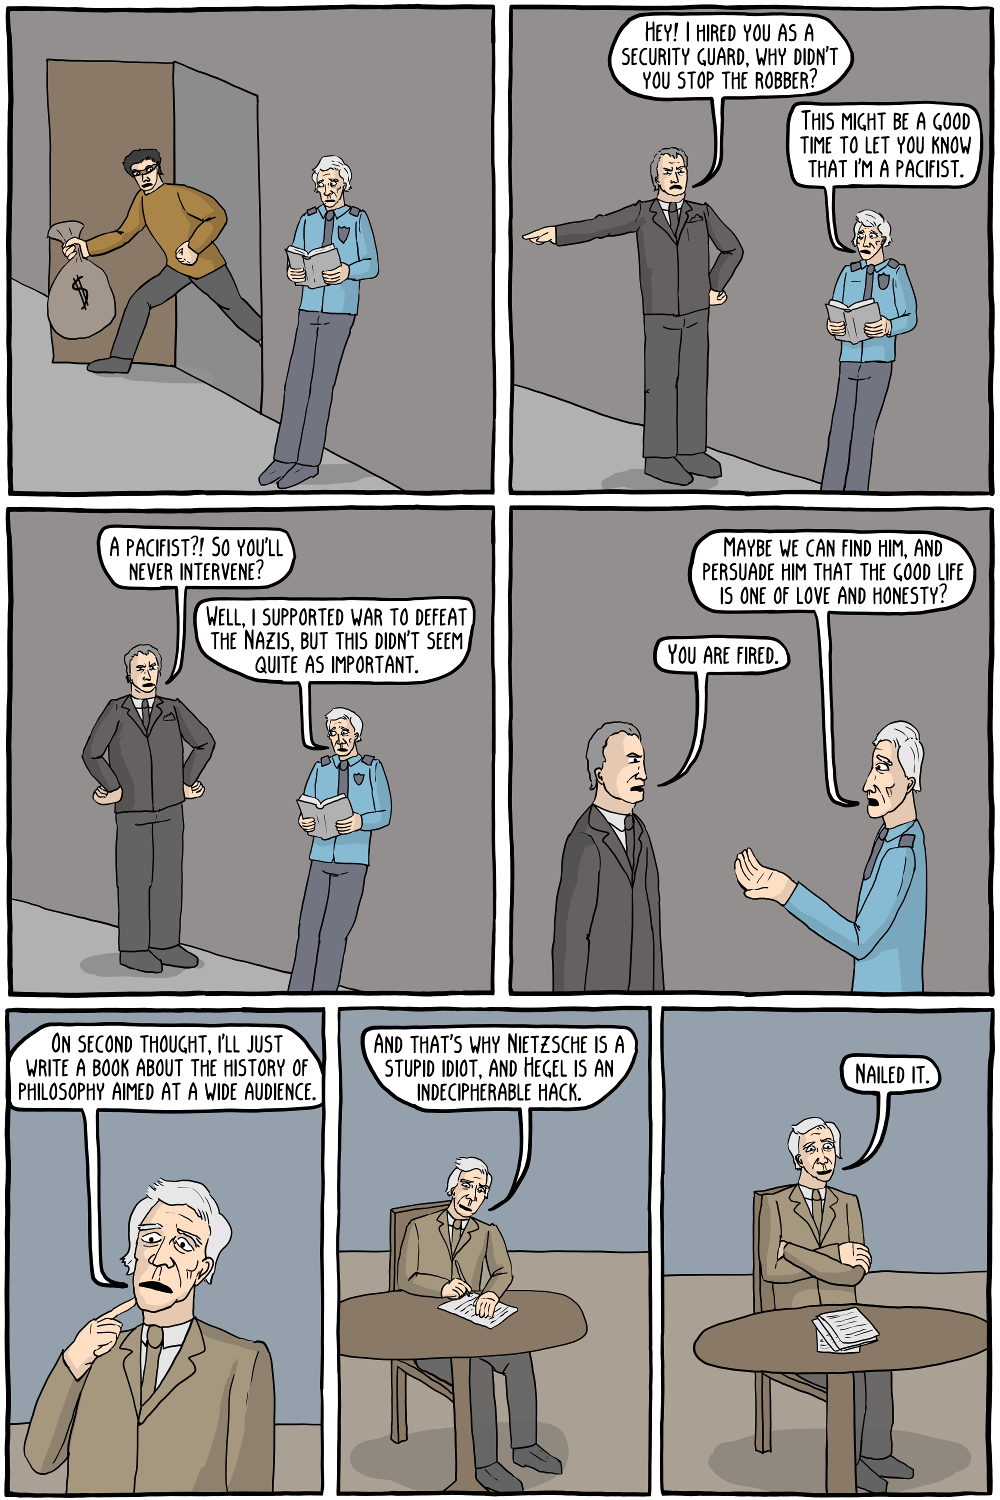 $
HEY! I HIRED YOU AS A
SECURITY GUARD, WHY DIDN'T
YOU STOP THE ROBBER?
THIS MIGHT BE A GOOD
TIME TO LET YOU KNOW
THAT I'M A PACIFIST.
A PACIFIST?! SO YOU'LL
NEVER INTERVENE?
WELL, I SUPPORTED WAR TO DEFEAT
THE NAZIS, BUT THIS DIDN'T SEEM
QUITE AS IMPORTANT.
MAYBE WE CAN FIND HIM, AND
PERSUADE HIM THAT THE GOOD LIFE
IS ONE OF LOVE AND HONESTY?
YOU ARE FIRED.
ON SECOND THOUGHT, I'LL JUST
WRITE A BOOK ABOUT THE HISTORY OF
PHILOSOPHY AIMED AT A WIDE AUDIENCE.
AND THAT'S WHY NIETZSCHE IS A
STUPID IDIOT, AND HEGEL IS AN
INDECIPHERABLE HACK.
NAILED IT.